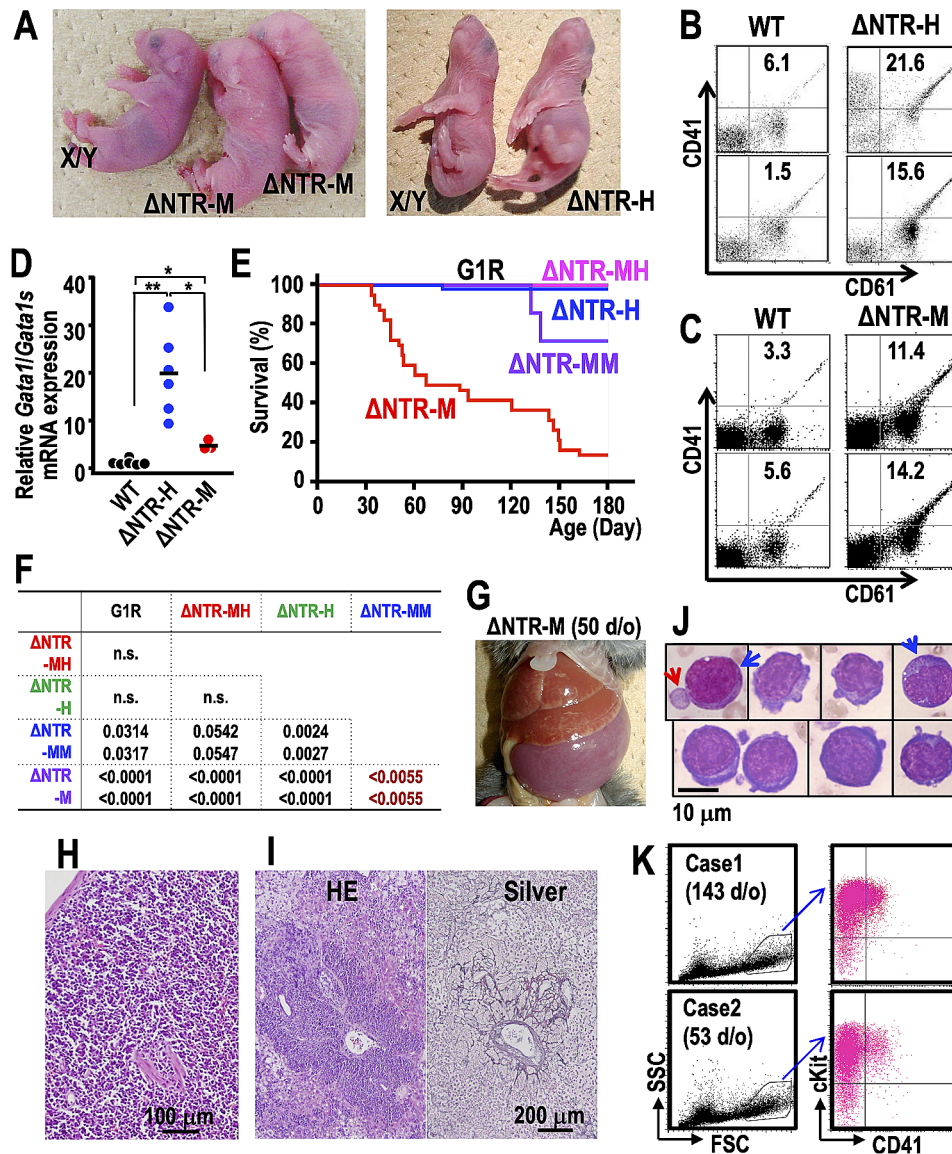 A
X/Y
ΔNTR-M
ΔNTR-M
X/Y
ΔNTR-H
B
WT
ΔNTR-H
6.1
21.6
1.5
15.6
CD41
CD61
C
WT
ΔNTR-M
3.3
11.4
5.6
14.2
CD41
CD61
D
Relative Gata1/Gata1s
mRNA expression
40
30
20
10
0
*
**
*
WT
ΔNTR-H
ΔNTR-M
E
Survival (%)
100
80
60
40
20
0
G1R
ΔNTR-MH
ΔNTR-H
ΔNTR-MM
ΔNTR-M
0 30 60 90 120 150 180
Age (Day)
F
G1R ΔNTR-MH ΔNTR-H ΔNTR-MM
ΔNTR
-MH
n.s.
ΔNTR
-H
n.s. n.s.
ΔNTR 0.0314 0.0542 0.0024
-MM 0.0317 0.0547 0.0027
ΔNTR <0.0001 <0.0001 <0.0001 <0.0055
-M <0.0001 <0.0001 <0.0001 <0.0055
G
ΔNTR-M (50 d/o)
J
10 μm
H
100 μm
I
HE
Silver
200 μm
K
Case1
(143 d/o)
Case2
(53 d/o)
SSC
FSC
cKit
CD41